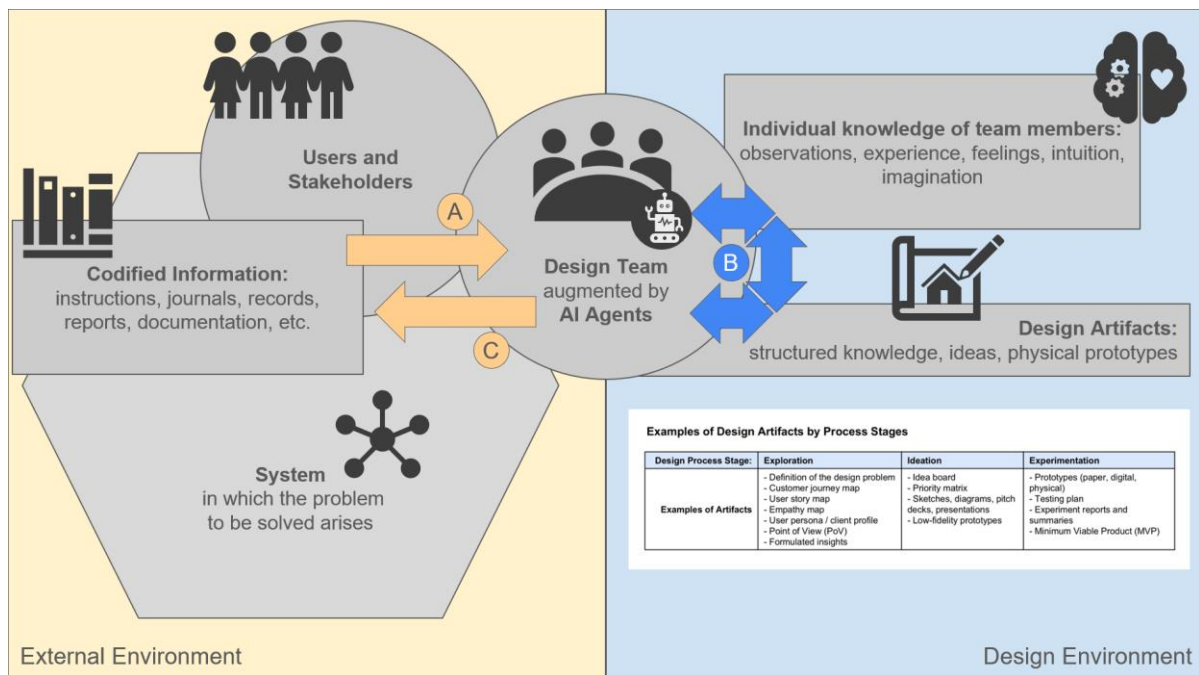 Users and
Stakeholders
A
Codified Information:
instructions, journals, records,
reports, documentation, etc.
C
System
in which the problem
to be solved arises
External Environment
Design Team
augmented by
AI Agents
B
Individual knowledge of team members:
observations, experience, feelings, intuition,
imagination
Design Artifacts:
structured knowledge, ideas, physical prototypes
Examples of Design Artifacts by Process Stages
Design Process Stage:
Exploration
Ideation
Experimentation
Examples of Artifacts
- Definition of the design problem
- Customer journey map
- User story map
- Empathy map
- User persona / client profile
- Point of View (PoV)
- Formulated insights
- Idea board
- Priority matrix
- Sketches, diagrams, pitch
decks, presentations
- Low-fidelity prototypes
- Prototypes (paper, digital,
physical)
- Testing plan
- Experiment reports and
summaries
- Minimum Viable Product (MVP)
Design Environment